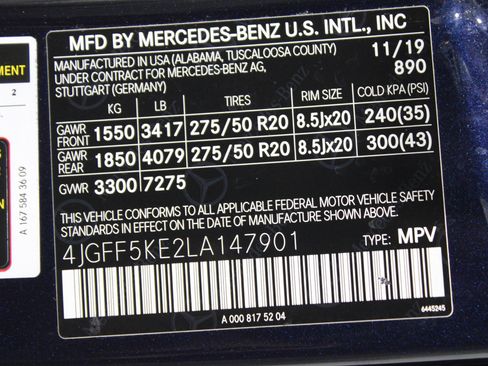 MFD BY MERCEDES-BENZ U.S. INTL., INC
MANUFACTURED IN USA (ALABAMA, TUSCALOOSA COUNTY) 11/19
UNDER CONTRACT FOR MERCEDES-BENZ AG, 890
STUTTGART (GERMANY)
KG LB TIRES RIM SIZE COLD KPA (PSI)
GAWR FRONT 1550 3417 275/50 R20 8.5Jx20 240(35)
GAWR REAR 1850 4079 275/50 R20 8.5Jx20 300(43)
GWR 3300 7275
THIS VEHICLE CONFORMS TO ALL APPLICABLE FEDERAL MOTOR VEHICLE SAFETY
STANDARDS IN EFFECT ON THE DATE OF MANUFACTURE SHOWN ABOVE.
4JGFF5KE2LA147901 TYPE: MPV
A 000 817 52 04
6445245
2
A 167 584 36 09